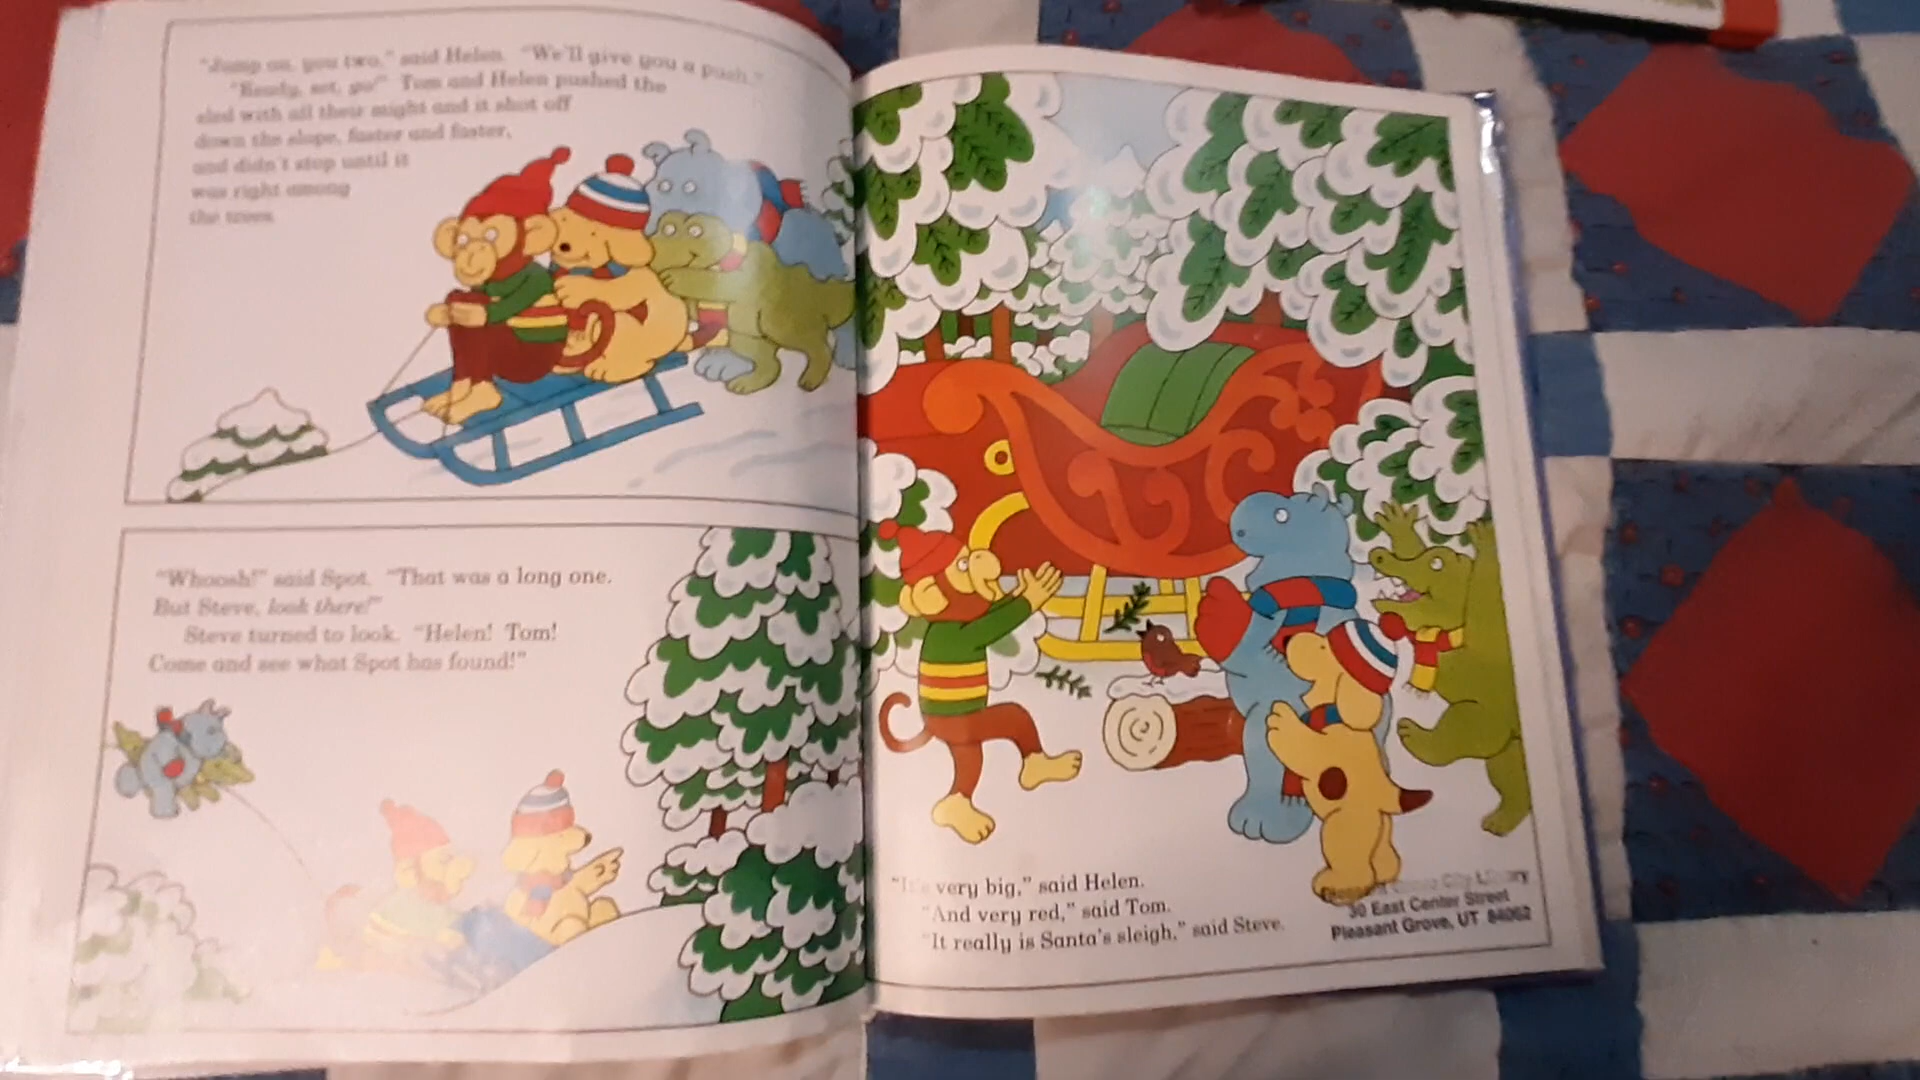 "Jump on, you two," said Helen. "We'll give you a push."
"Ready, set, go!" Tom and Helen pushed the
sled with all their might and it shot off
down the slope, faster and faster,
and didn't stop until it
was right among
the trees.
"Whoosh!" said Spot. "That was a long one.
But Steve, look there!"
Steve turned to look. "Helen! Tom!
Come and see what Spot has found!"
"It's very big," said Helen.
"And very red," said Tom.
"It really is Santa's sleigh," said Steve.
Pleasant Grove City Library
30 East Center Street
Pleasant Grove, UT 84062